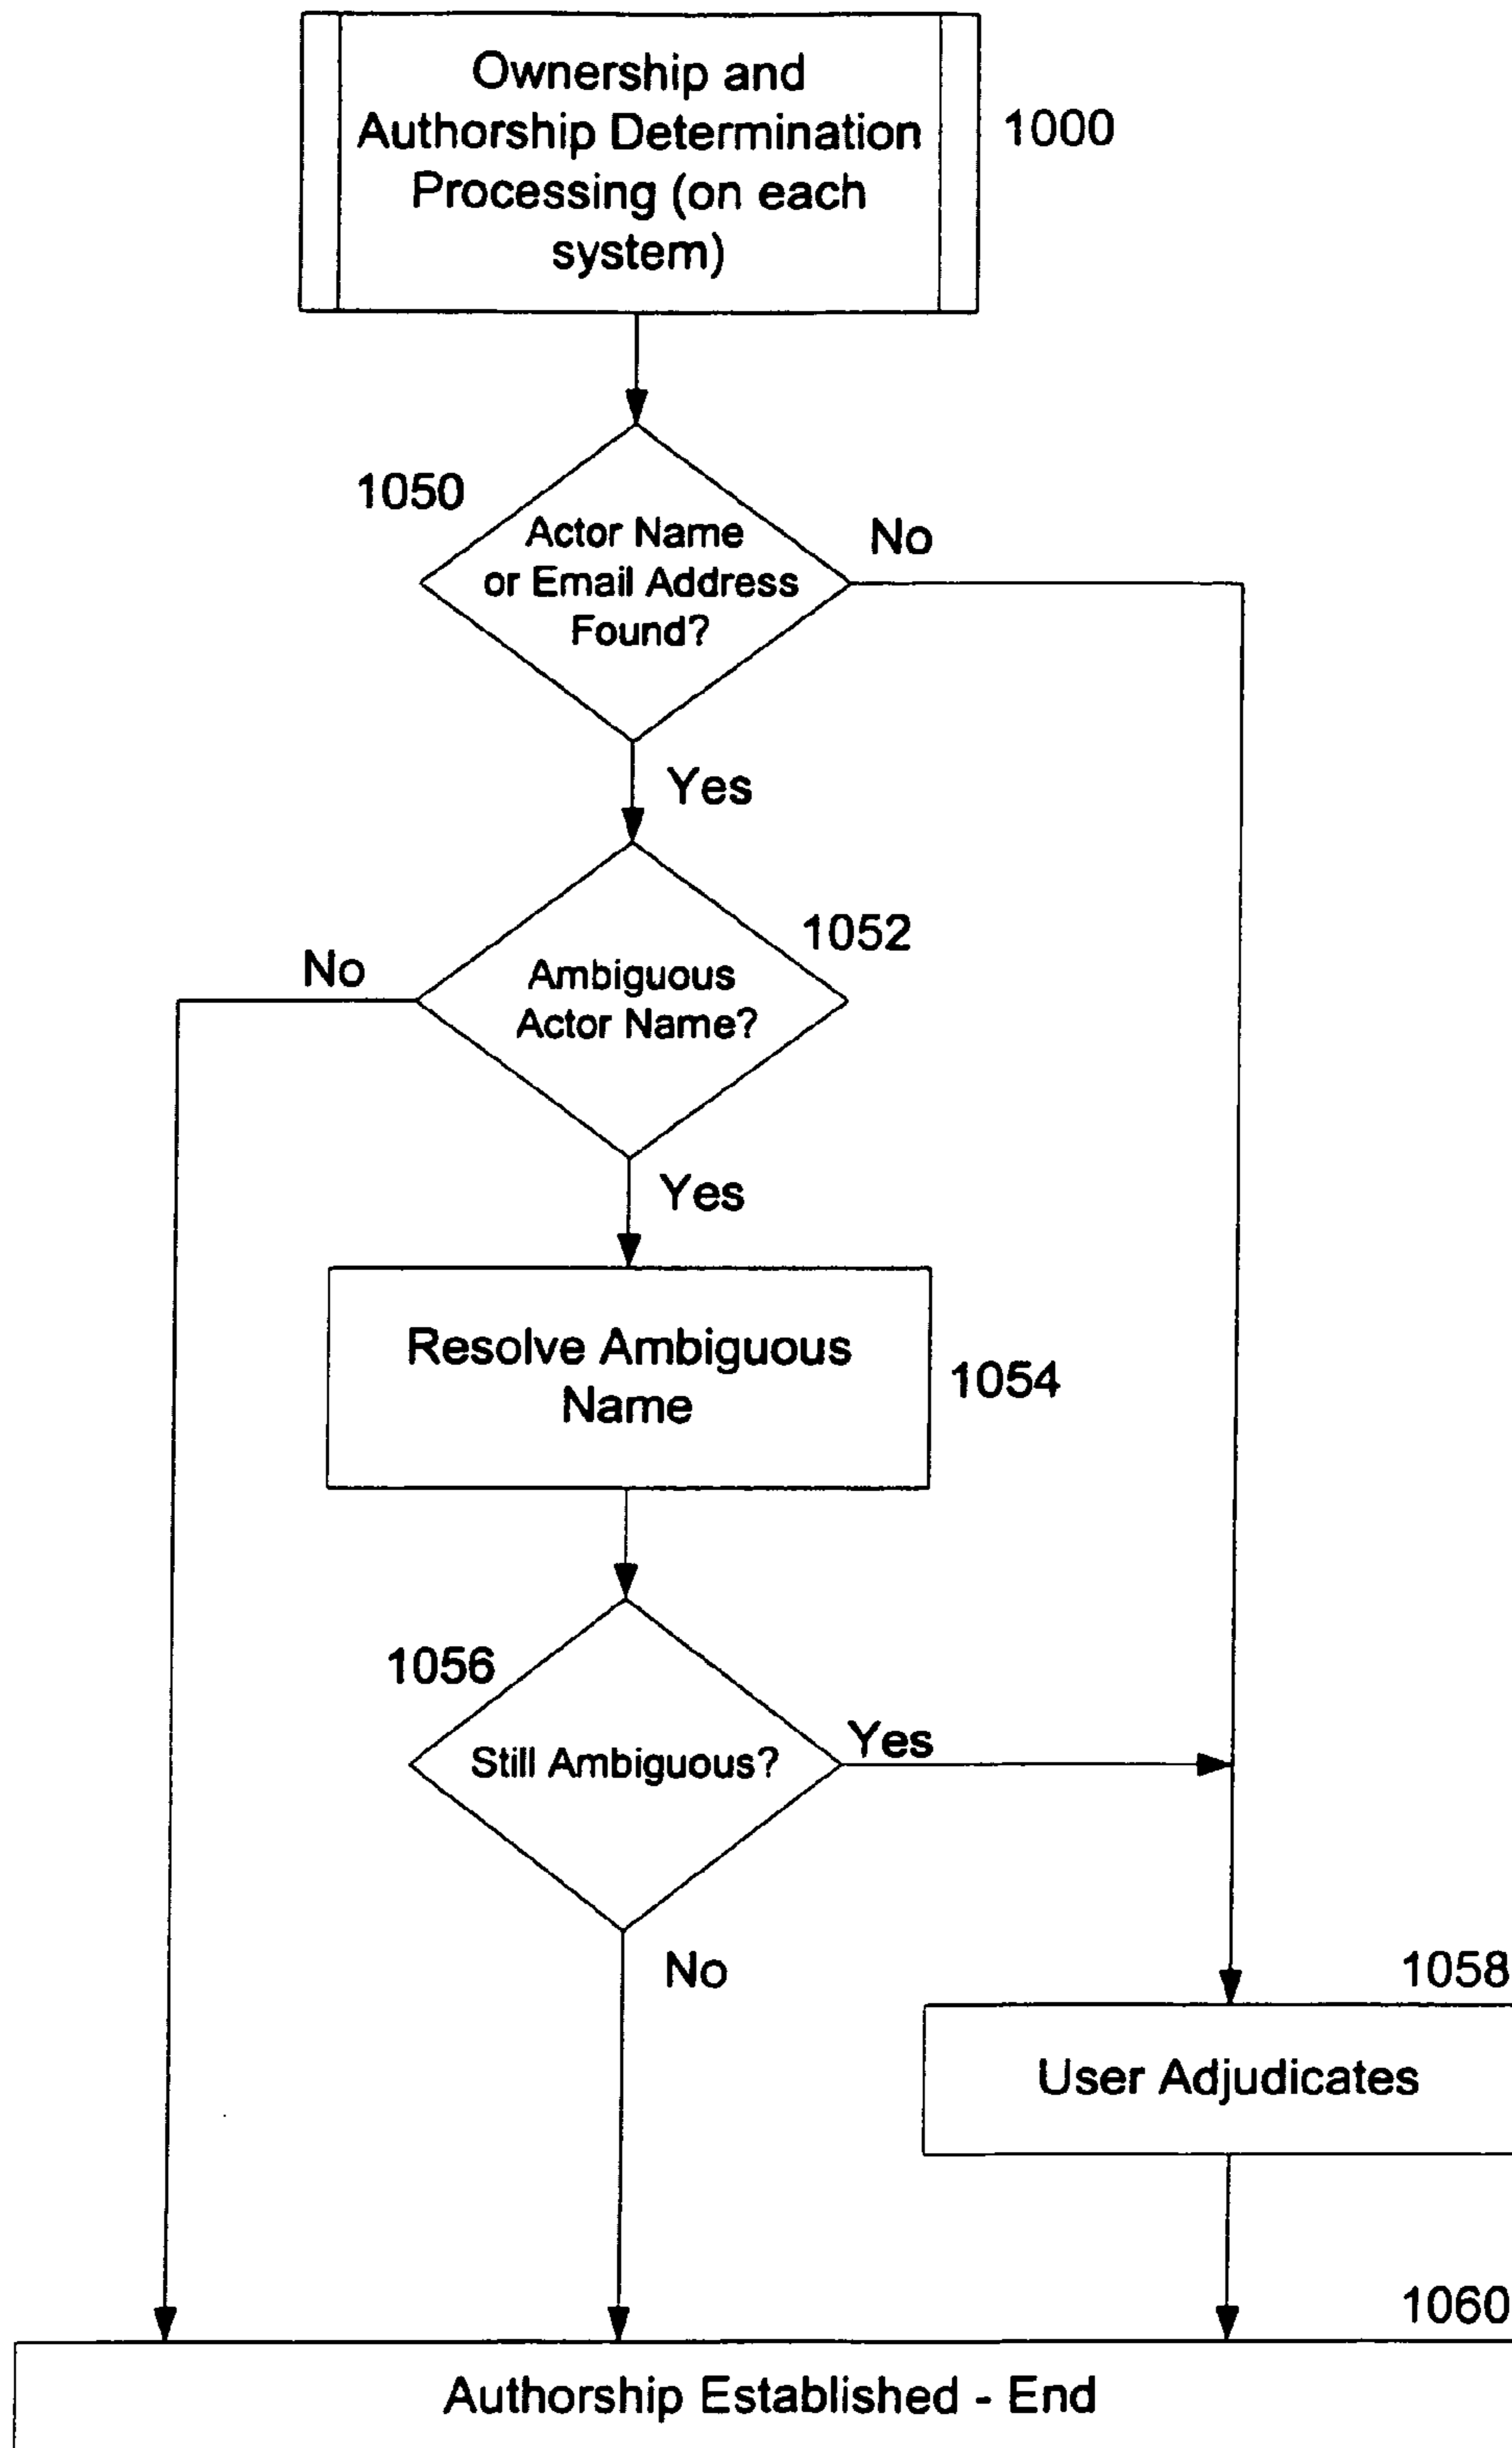 Ownership and
Authorship Determination
Processing (on each
system)
1000
1050
Actor Name
or Email Address
Found?
No
Yes
1052
No
Ambiguous
Actor Name?
Yes
Resolve Ambiguous
Name
1054
1056
Still Ambiguous?
Yes
No
1058
User Adjudicates
1060
Authorship Established - End